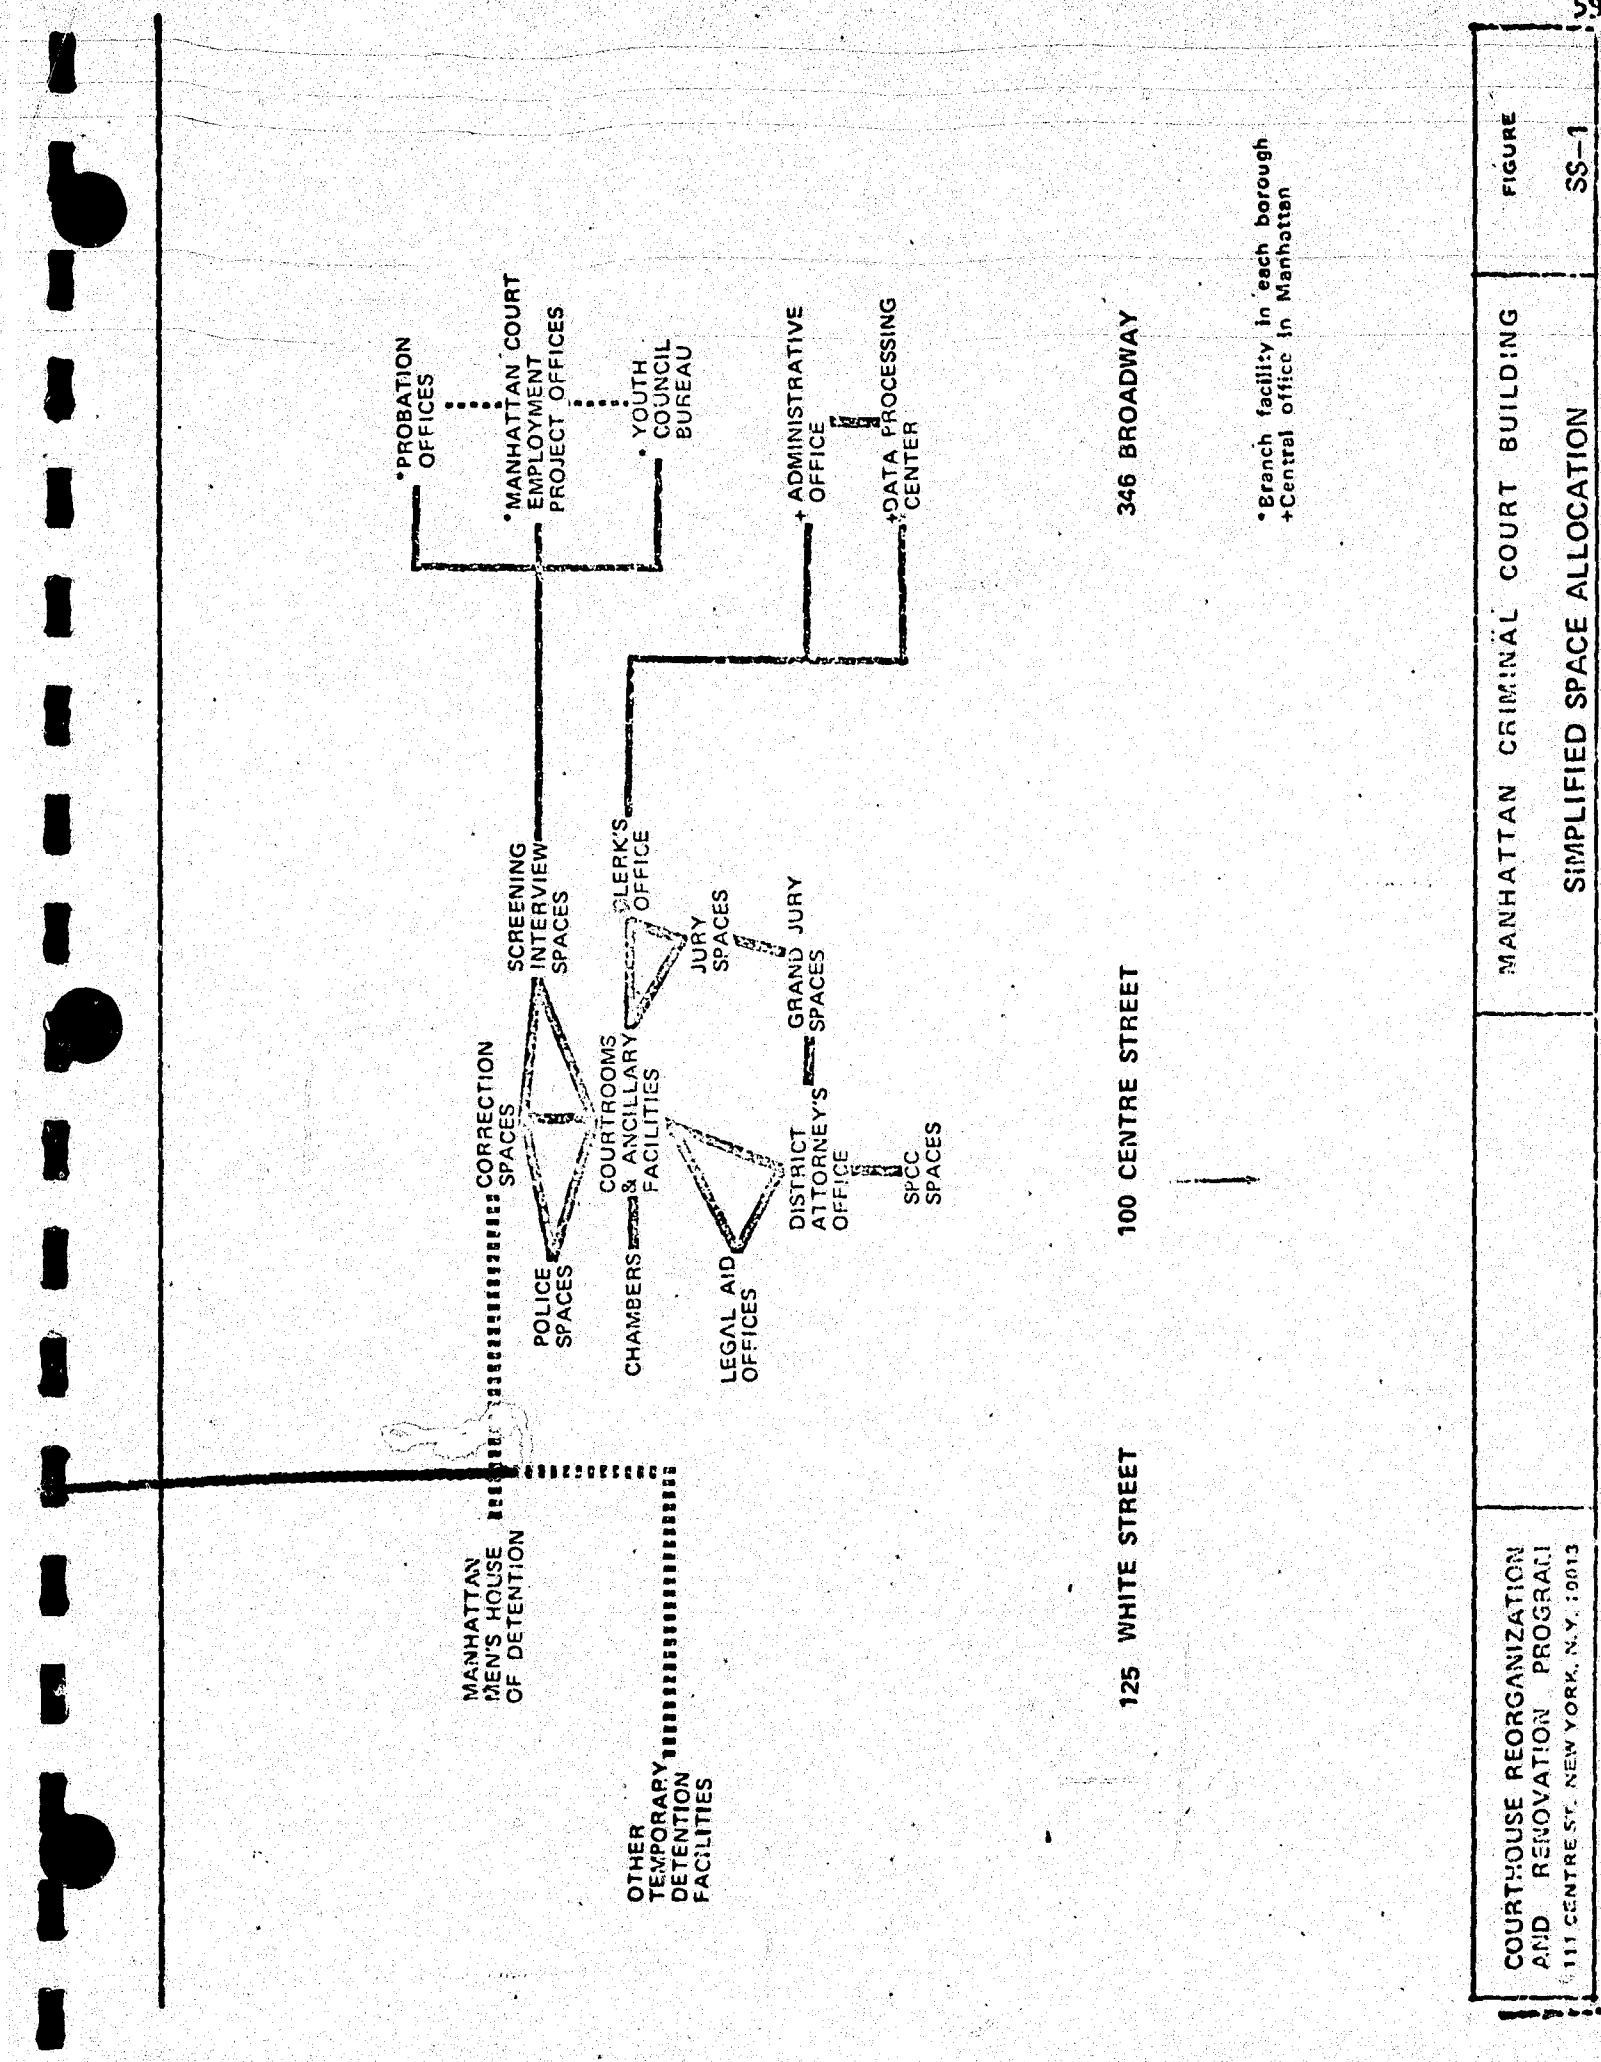 *PROBATION
OFFICES
*MANHATTAN COURT
EMPLOYMENT
PROJECT OFFICES
* YOUTH
COUNCIL
BUREAU
+ ADMINISTRATIVE
OFFICE
+DATA PROCESSING
CENTER
346 BROADWAY
*Branch facility in each borough
+Central office in Manhattan
SCREENING
INTERVIEW
SPACES
CLERK'S
OFFICE
JURY
SPACES
GRAND JURY
SPACES
CORRECTION
SPACES
COURTROOMS
& ANCILLARY
FACILITIES
POLICE
SPACES
CHAMBERS
LEGAL AID
OFFICES
DISTRICT
ATTORNEY'S
OFFICE
SPCC
SPACES
100 CENTRE STREET
MANHATTAN
MEN'S HOUSE
OF DETENTION
OTHER
TEMPORARY
DETENTION
FACILITIES
125 WHITE STREET
COURTHOUSE REORGANIZATION
AND RENOVATION PROGRAM
111 CENTRE ST. NEW YORK, N.Y. 10013
MANHATTAN CRIMINAL COURT BUILDING
SIMPLIFIED SPACE ALLOCATION
FIGURE
SS-1